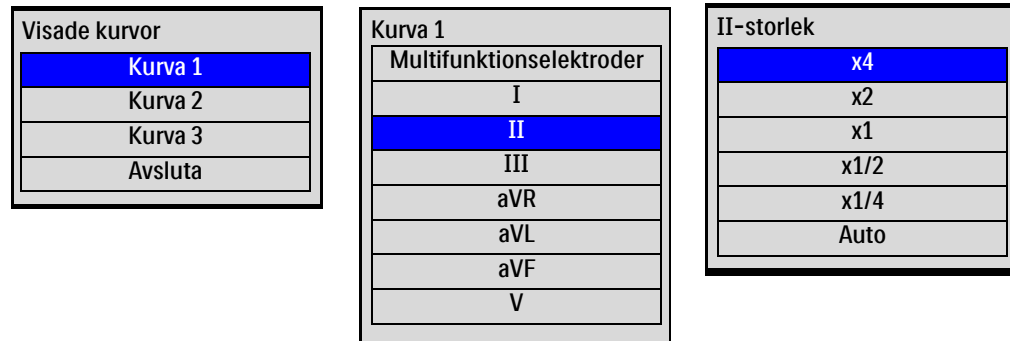 Visade kurvor
Kurva 1
Kurva 2
Kurva 3
Avsluta
Kurva 1
Multifunktionselektroder
I
II
III
aVR
aVL
aVF
V
II-storlek
x4
x2
x1
x1/2
x1/4
Auto